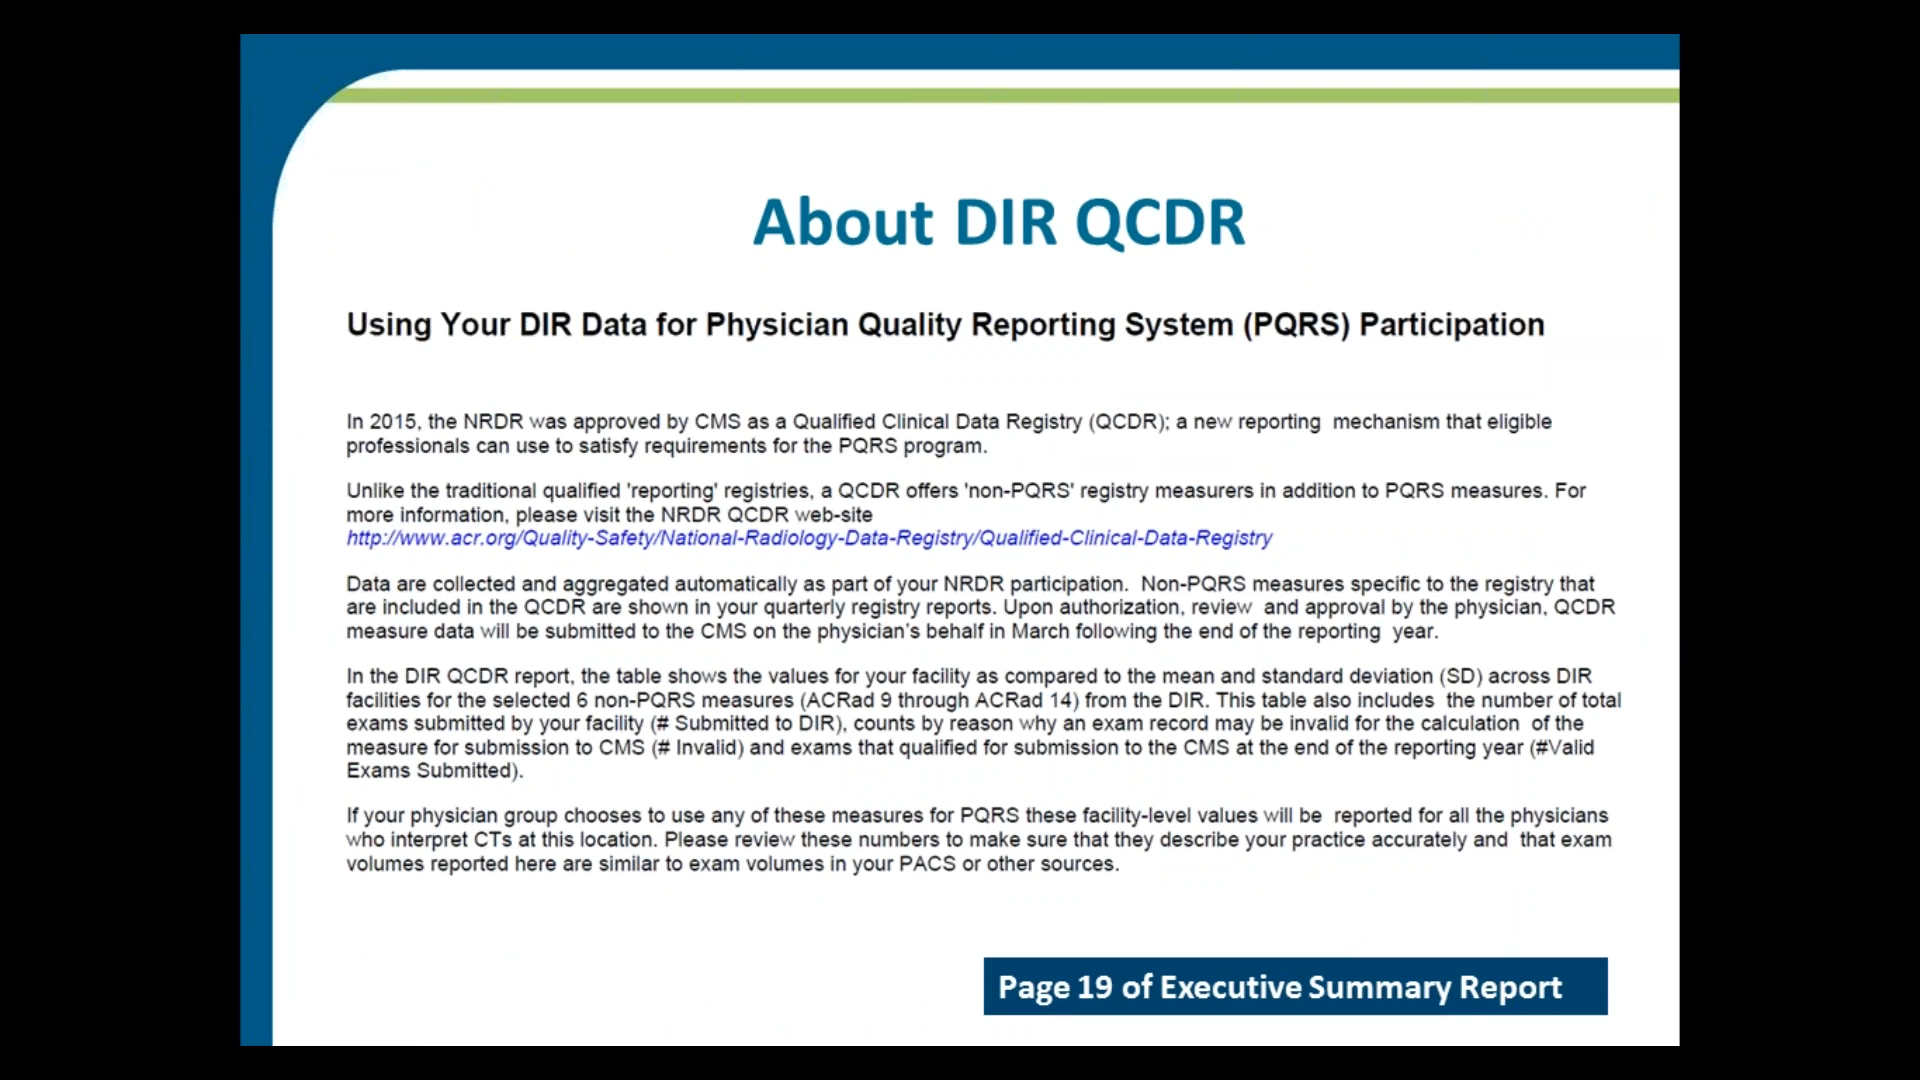 About DIR QCDR
Using Your DIR Data for Physician Quality Reporting System (PQRS) Participation
In 2015, the NRDR was approved by CMS as a Qualified Clinical Data Registry (QCDR); a new reporting mechanism that eligible
professionals can use to satisfy requirements for the PQRS program.
Unlike the traditional qualified 'reporting' registries, a QCDR offers 'non-PQRS' registry measurers in addition to PQRS measures. For
more information, please visit the NRDR QCDR web-site
http://www.acr.org/Quality-Safety/National-Radiology-Data-Registry/Qualified-Clinical-Data-Registry
Data are collected and aggregated automatically as part of your NRDR participation. Non-PQRS measures specific to the registry that
are included in the QCDR are shown in your quarterly registry reports. Upon authorization, review and approval by the physician, QCDR
measure data will be submitted to the CMS on the physician's behalf in March following the end of the reporting year.
In the DIR QCDR report, the table shows the values for your facility as compared to the mean and standard deviation (SD) across DIR
facilities for the selected 6 non-PQRS measures (ACRad 9 through ACRad 14) from the DIR. This table also includes the number of total
exams submitted by your facility (# Submitted to DIR), counts by reason why an exam record may be invalid for the calculation of the
measure for submission to CMS (# Invalid) and exams that qualified for submission to the CMS at the end of the reporting year (#Valid
Exams Submitted).
If your physician group chooses to use any of these measures for PQRS these facility-level values will be reported for all the physicians
who interpret CTs at this location. Please review these numbers to make sure that they describe your practice accurately and that exam
volumes reported here are similar to exam volumes in your PACS or other sources.
Page 19 of Executive Summary Report